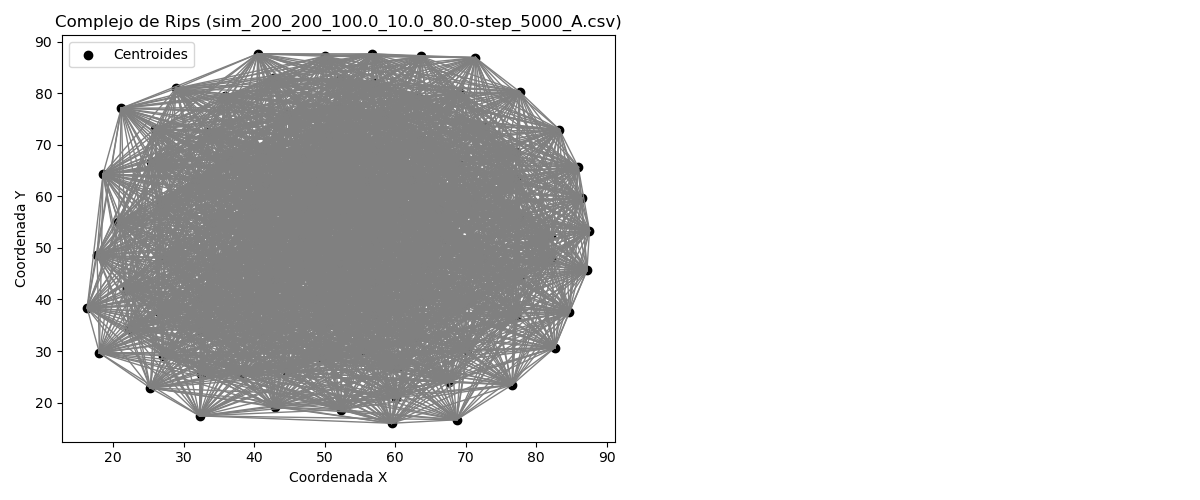 Complejo de Rips (sim_200_200_100.0_10.0_80.0-step_5000_A.csv)
Centroides
90
80
70
60
50
40
30
20
Coordenada Y
20 30 40 50 60 70 80 90
Coordenada X